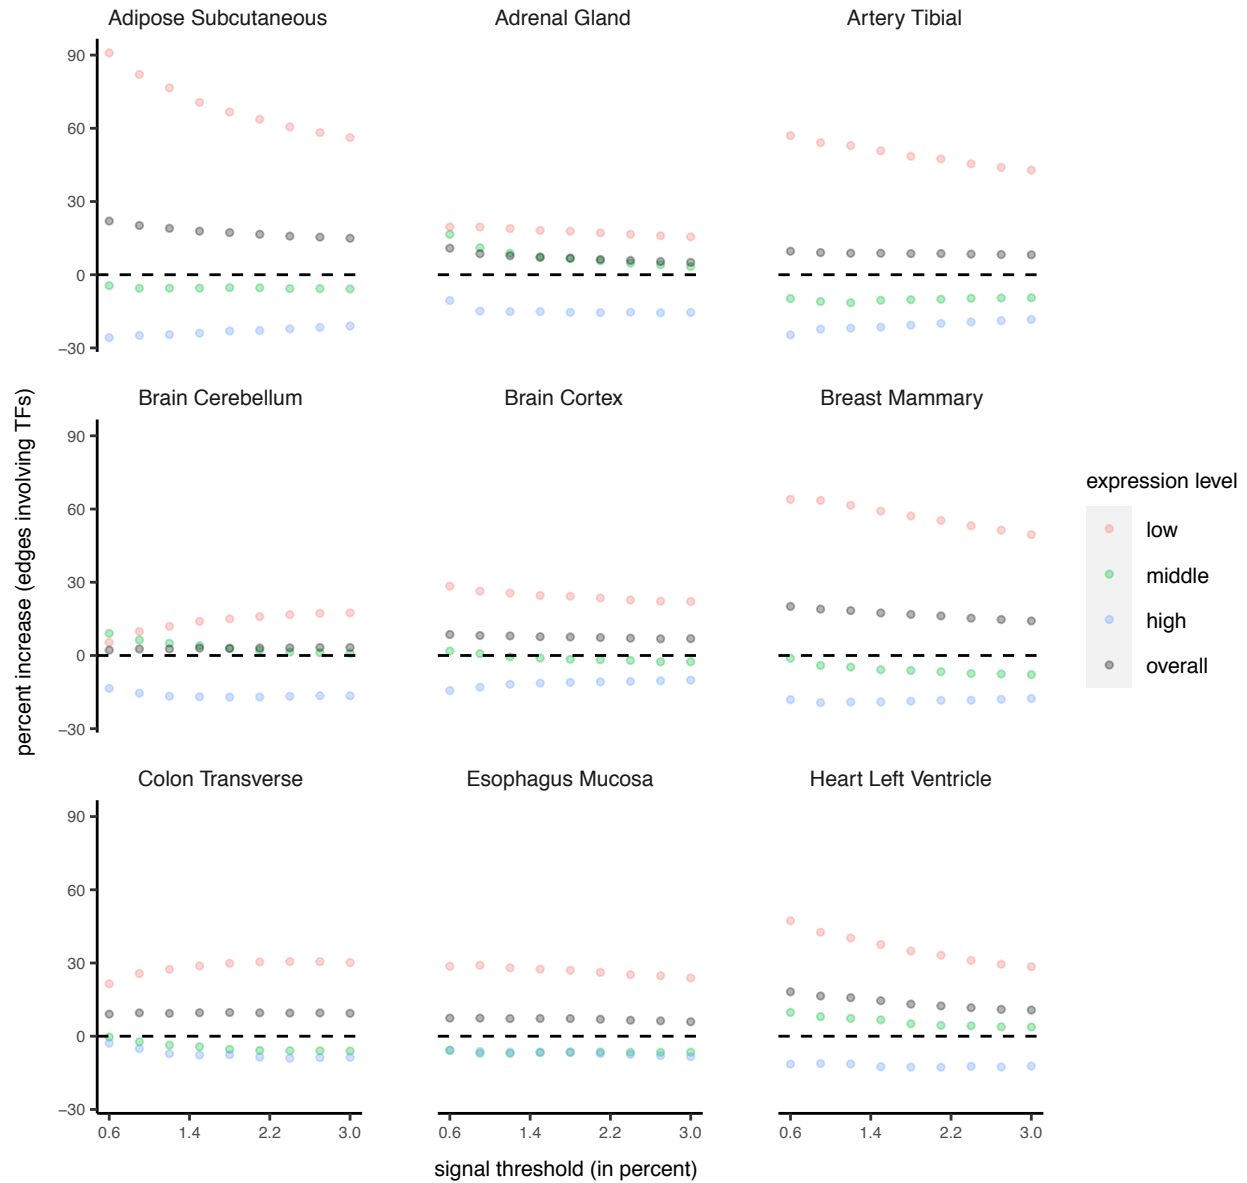 Adipose Subcutaneous
Adrenal Gland
Artery Tibial
90
60
30
0
−30
Brain Cerebellum
Brain Cortex
Breast Mammary
90
60
30
0
−30
Colon Transverse
Esophagus Mucosa
Heart Left Ventricle
90
60
30
0
−30
0.6 1.4 2.2 3.0
0.6 1.4 2.2 3.0
0.6 1.4 2.2 3.0
signal threshold (in percent)
percent increase (edges involving TFs)
expression level
low
middle
high
overall